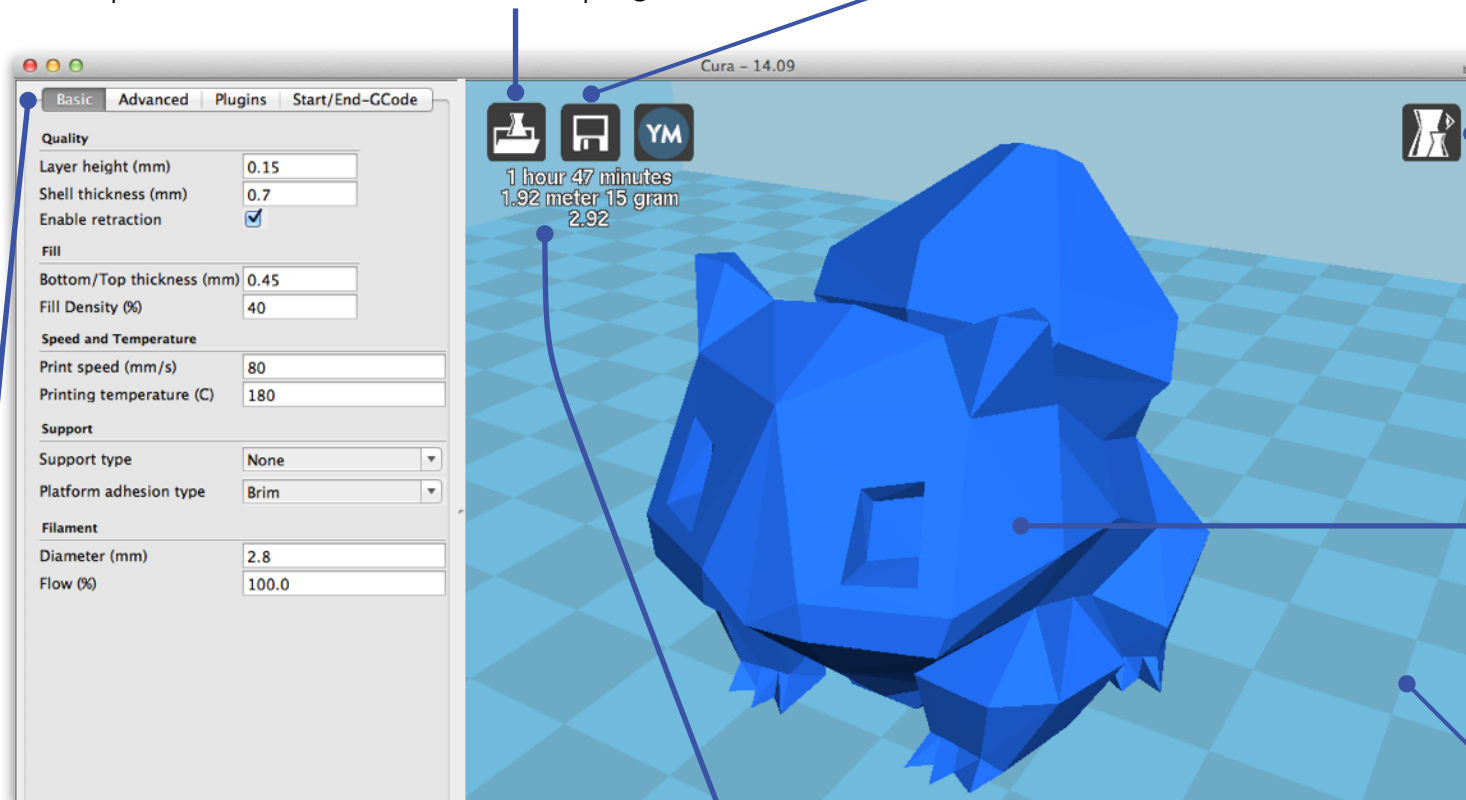 Cura – 14.09
Basic Advanced Plugins Start/End-GCode
Quality
Layer height (mm) 0.15
Shell thickness (mm) 0.7
Enable retraction
Fill
Bottom/Top thickness (mm) 0.45
Fill Density (%) 40
Speed and Temperature
Print speed (mm/s) 80
Printing temperature (C) 180
Support
Support type None
Platform adhesion type Brim
Filament
Diameter (mm) 2.8
Flow (%) 100.0
YM
1 hour 47 minutes
1.92 meter 15 gram
2.92